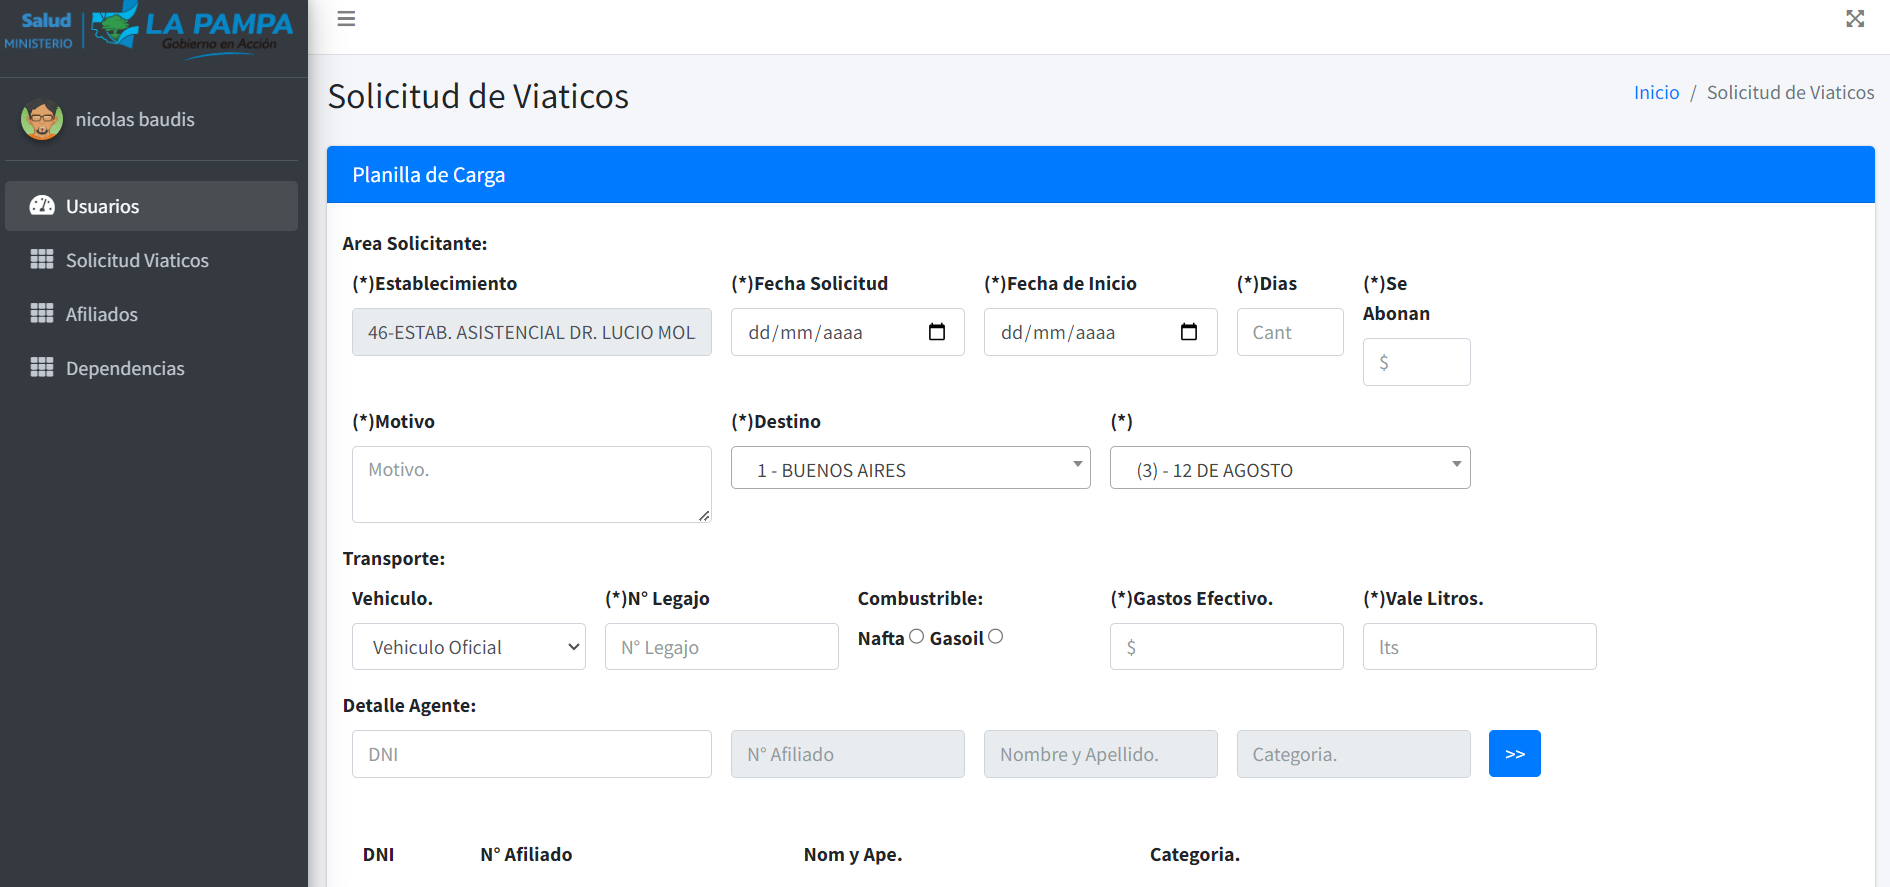 Salud
MINISTERIO
LA PAMPA
Gobierno en Acción
nicolas baudis
Usuarios
Solicitud Viaticos
Afiliados
Dependencias
Solicitud de Viaticos
Inicio / Solicitud de Viaticos
Planilla de Carga
Area Solicitante:
(*)Establecimiento (*)Fecha Solicitud (*)Fecha de Inicio (*)Dias (*)Se Abonan
46-ESTAB. ASISTENCIAL DR. LUCIO MOL dd/mm/aaaa dd/mm/aaaa Cant $
(*)Motivo (*)Destino (*)
Motivo. 1 - BUENOS AIRES (3) - 12 DE AGOSTO
Transporte:
Vehiculo. (*)N° Legajo Combustrible: (*)Gastos Efectivo. (*)Vale Litros.
Vehiculo Oficial N° Legajo Nafta Gasoil $ lts
Detalle Agente:
DNI N° Afiliado Nombre y Apellido. Categoria. >>
DNI N° Afiliado Nom y Ape. Categoria.